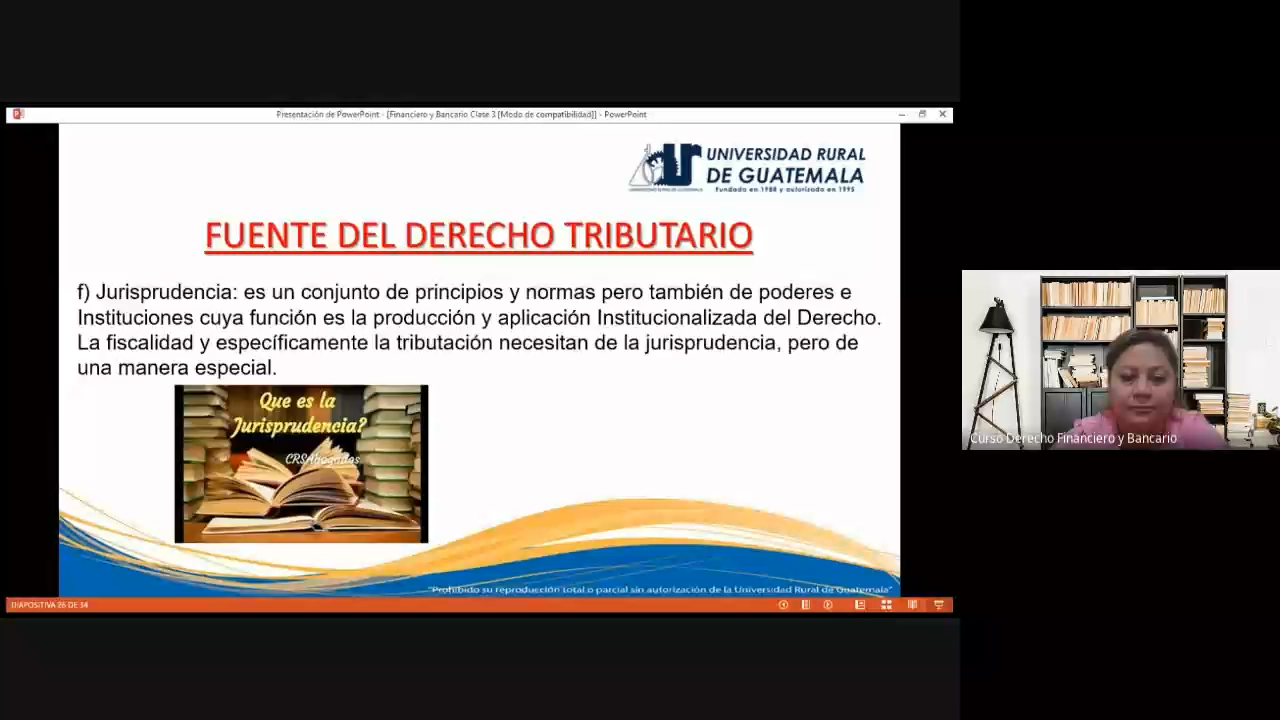 Presentación de PowerPoint - [Financiero y Bancario Clase 3 [Modo de compatibilidad]] - PowerPoint
UNIVERSIDAD RURAL
DE GUATEMALA
Fundada en 1988 y autorizada en 1995
FUENTE DEL DERECHO TRIBUTARIO
f) Jurisprudencia: es un conjunto de principios y normas pero también de poderes e
Instituciones cuya función es la producción y aplicación Institucionalizada del Derecho.
La fiscalidad y específicamente la tributación necesitan de la jurisprudencia, pero de
una manera especial.
Que es la
Jurisprudencia?
CRSAbogados
"Prohibido su reproducción total o parcial sin autorización de la Universidad Rural de Guatemala"
DIAPOSITIVA 26 DE 34
Curso Derecho Financiero y Bancario